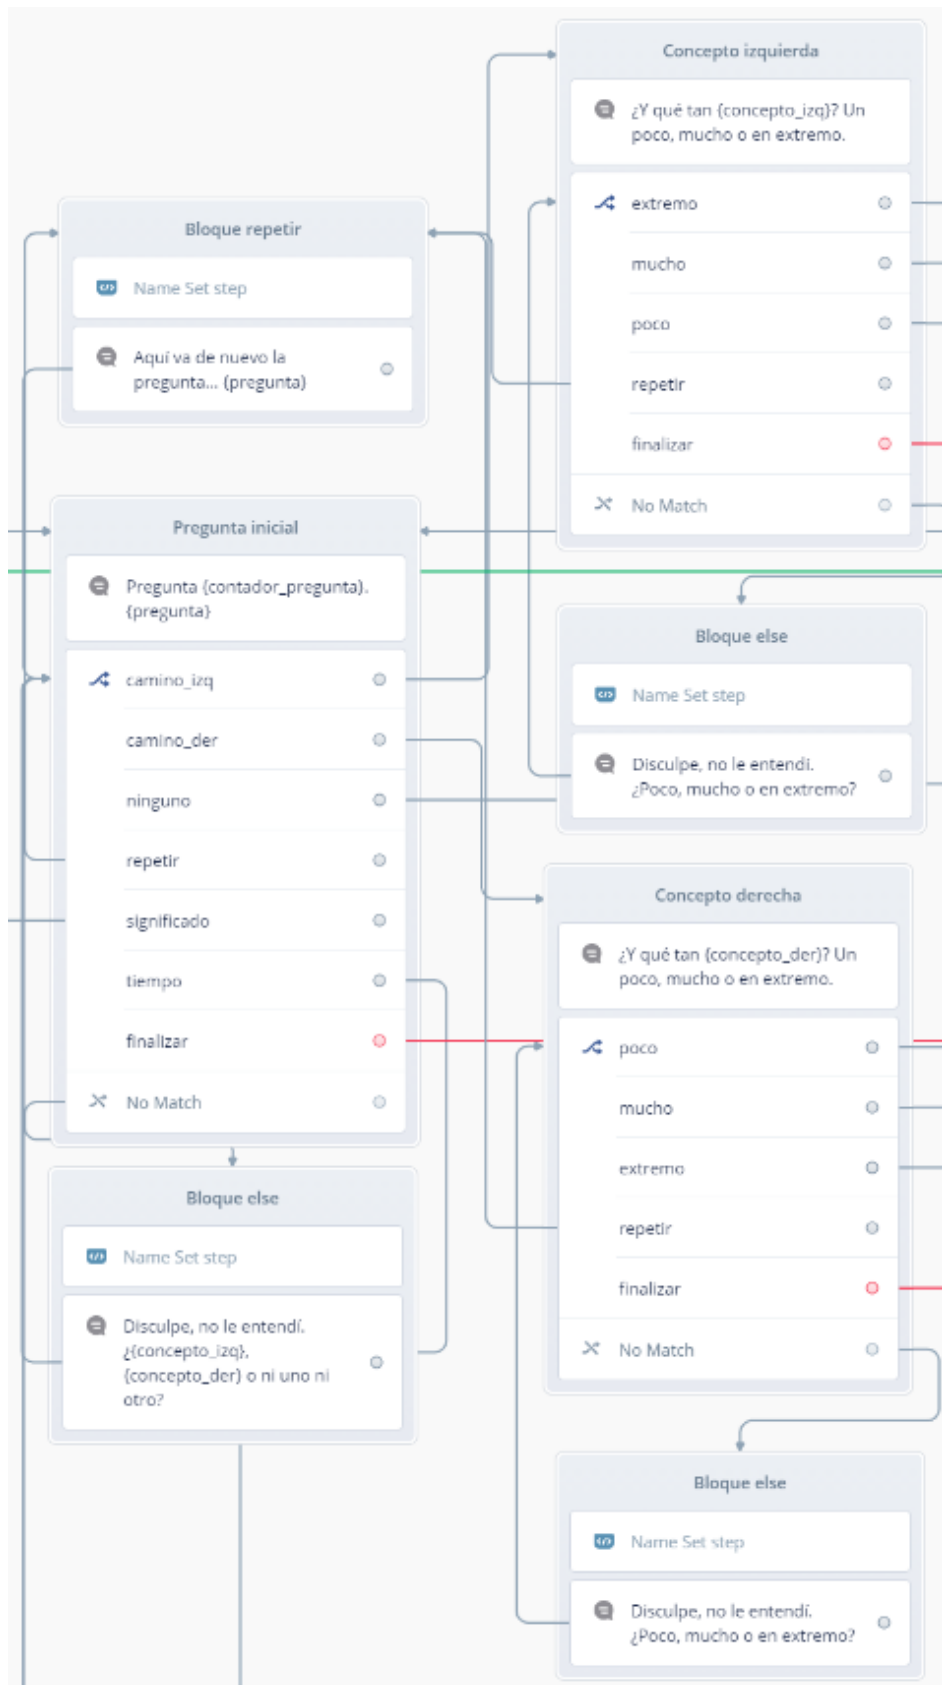 Concepto izquierda
¿Y qué tan {concepto_izq}? Un
poco, mucho o en extremo.
extremo
mucho
poco
repetir
finalizar
No Match
Bloque repetir
Name Set step
Aquí va de nuevo la
pregunta... {pregunta}
Pregunta inicial
Pregunta {contador_pregunta}.
{pregunta}
camino_izq
camino_der
ninguno
repetir
significado
tiempo
finalizar
No Match
Bloque else
Name Set step
Disculpe, no le entendí.
¿Poco, mucho o en extremo?
Concepto derecha
¿Y qué tan {concepto_der}? Un
poco, mucho o en extremo.
poco
mucho
extremo
repetir
finalizar
No Match
Bloque else
Name Set step
Disculpe, no le entendí.
¿{concepto_izq},
{concepto_der} o ni uno ni
otro?
Bloque else
Name Set step
Disculpe, no le entendí.
¿Poco, mucho o en extremo?